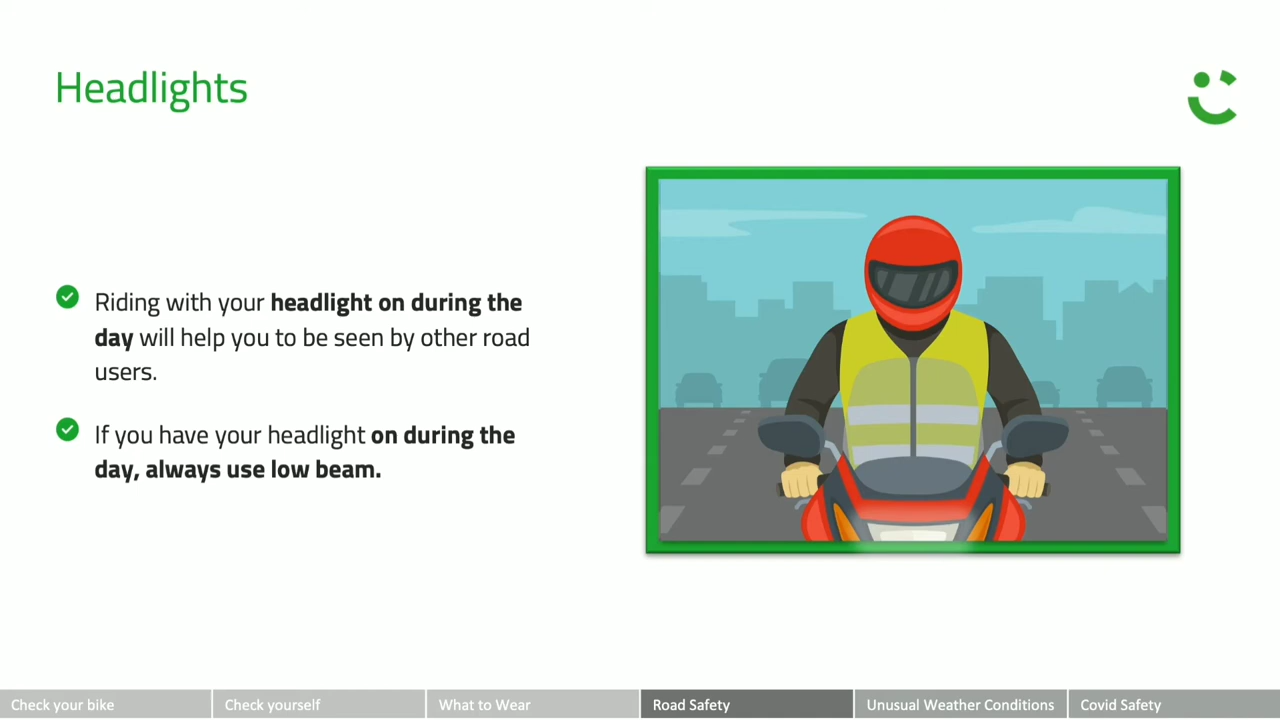 Headlights
Riding with your headlight on during the
day will help you to be seen by other road
users.
If you have your headlight on during the
day, always use low beam.
Check your bike
Check yourself
What to Wear
Road Safety
Unusual Weather Conditions
Covid Safety